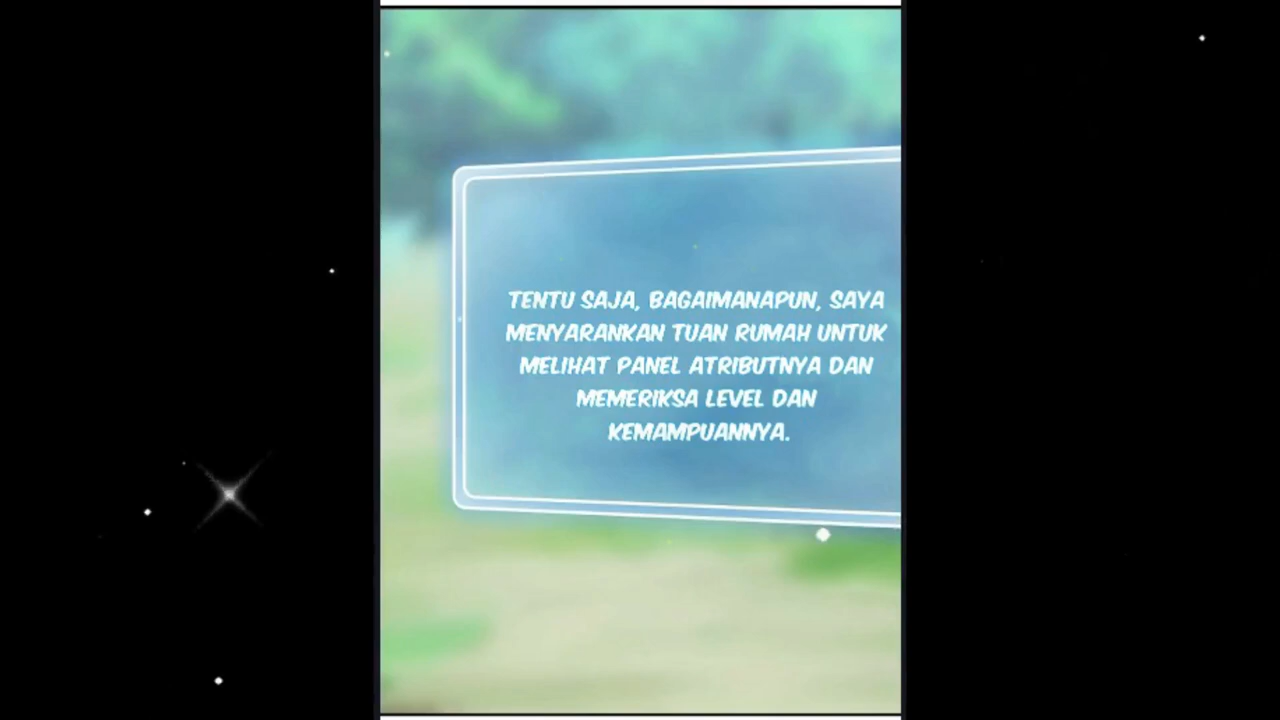 TENTU SAJA, BAGAIMANAPUN, SAYA
MENYARANKAN TUAN RUMAH UNTUK
MELIHAT PANEL ATRIBUTNYA DAN
MEMERIKSA LEVEL DAN
KEMAMPUANNYA.